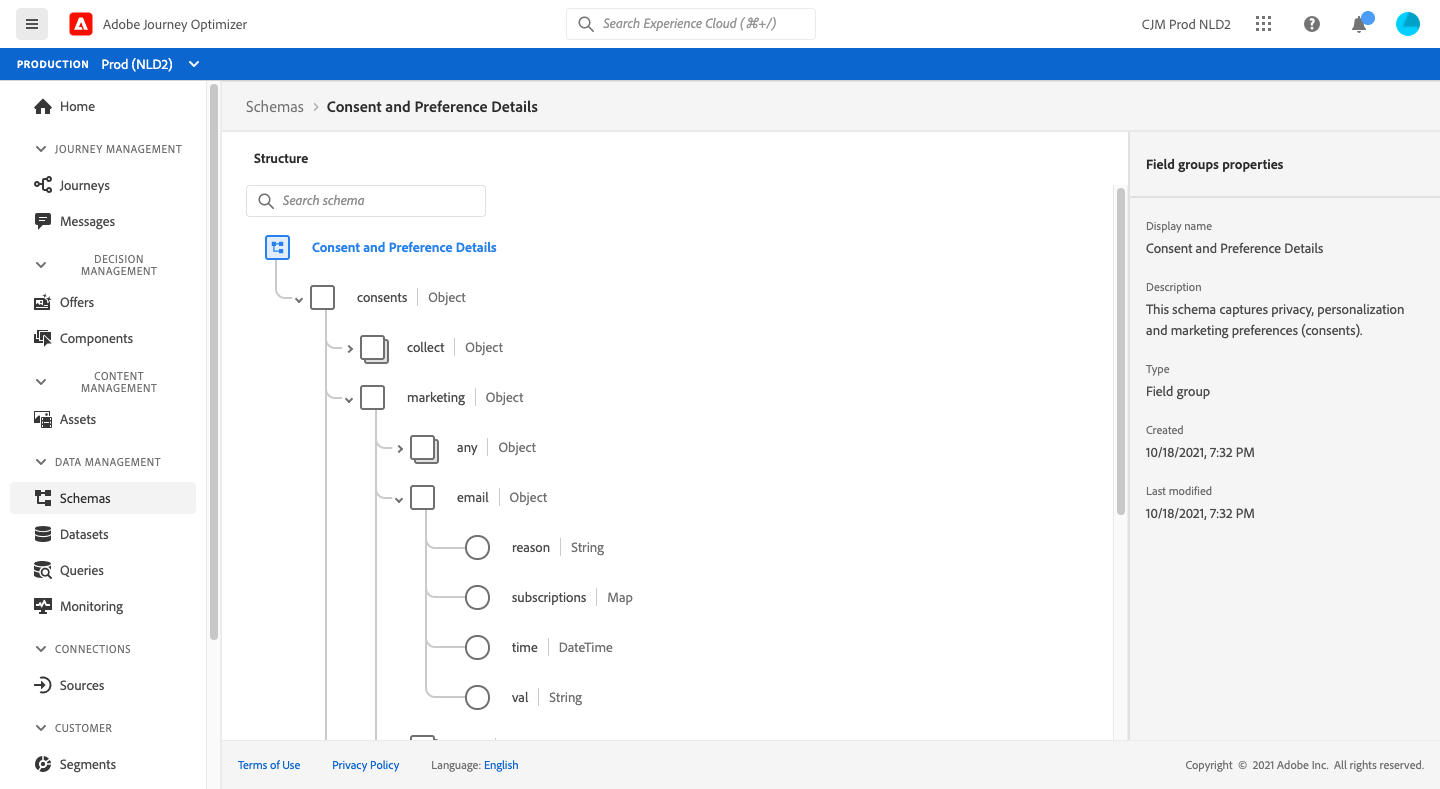 Adobe Journey Optimizer
Search Experience Cloud (⌘+/)
CJM Prod NLD2
PRODUCTION Prod (NLD2)
Home
JOURNEY MANAGEMENT
Journeys
Messages
DECISION
MANAGEMENT
Offers
Components
CONTENT
MANAGEMENT
Assets
DATA MANAGEMENT
Schemas
Datasets
Queries
Monitoring
CONNECTIONS
Sources
CUSTOMER
Segments
Schemas > Consent and Preference Details
Structure
Search schema
Consent and Preference Details
consents | Object
collect | Object
marketing | Object
any | Object
email | Object
reason | String
subscriptions | Map
time | DateTime
val | String
Field groups properties
Display name
Consent and Preference Details
Description
This schema captures privacy, personalization
and marketing preferences (consents).
Type
Field group
Created
10/18/2021, 7:32 PM
Last modified
10/18/2021, 7:32 PM
Terms of Use
Privacy Policy
Language: English
Copyright © 2021 Adobe Inc. All rights reserved.